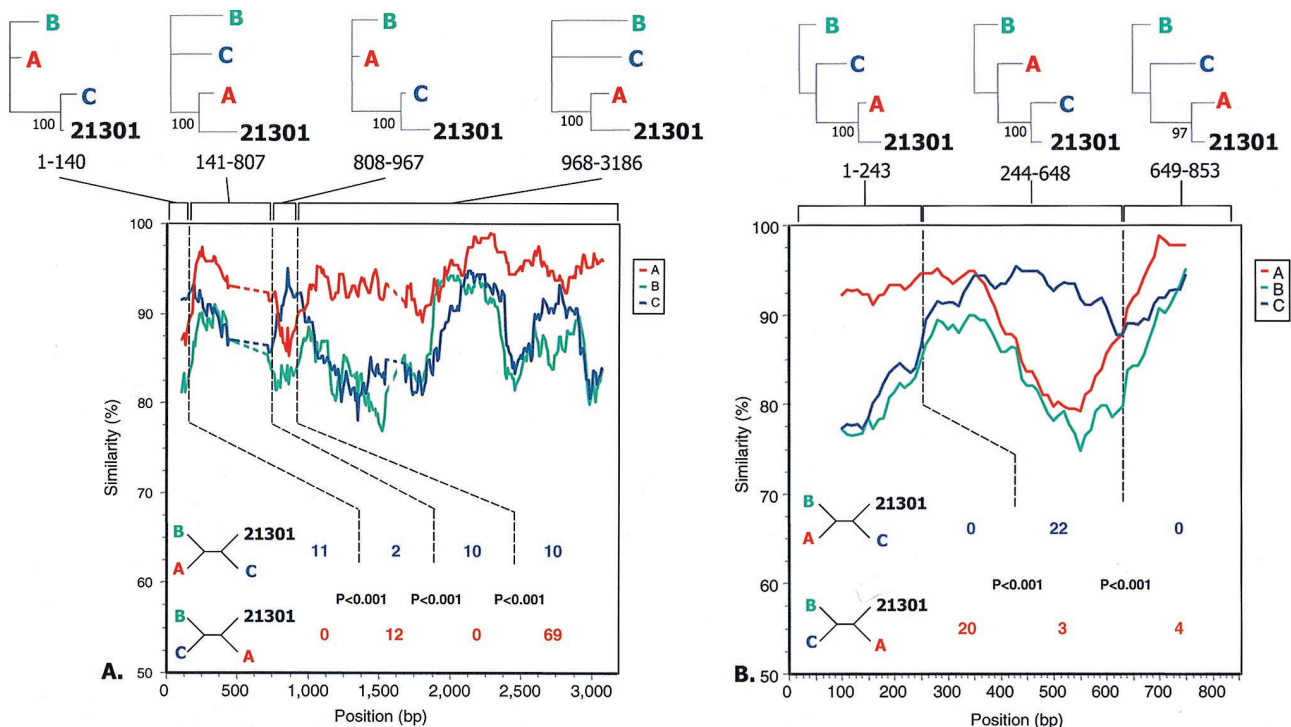 B
A
C
100
21301
1-140
B
C
A
100
21301
141-807
B
A
C
100
21301
808-967
B
C
A
100
21301
968-3186
100
90
80
70
60
50
Similarity (%)
0
500
1,000
1,500
2,000
2,500
3,000
Position (bp)
A
B
C
B
A
21301
C
11
2
10
10
P<0.001
P<0.001
P<0.001
B
C
21301
A
0
12
0
69
A.
B
C
A
100
21301
1-243
B
A
C
100
21301
244-648
B
C
A
97
21301
649-853
100
90
80
70
60
50
Similarity (%)
0
100
200
300
400
500
600
700
800
Position (bp)
A
B
C
B
A
21301
C
0
22
0
P<0.001
P<0.001
B
C
21301
A
20
3
4
B.